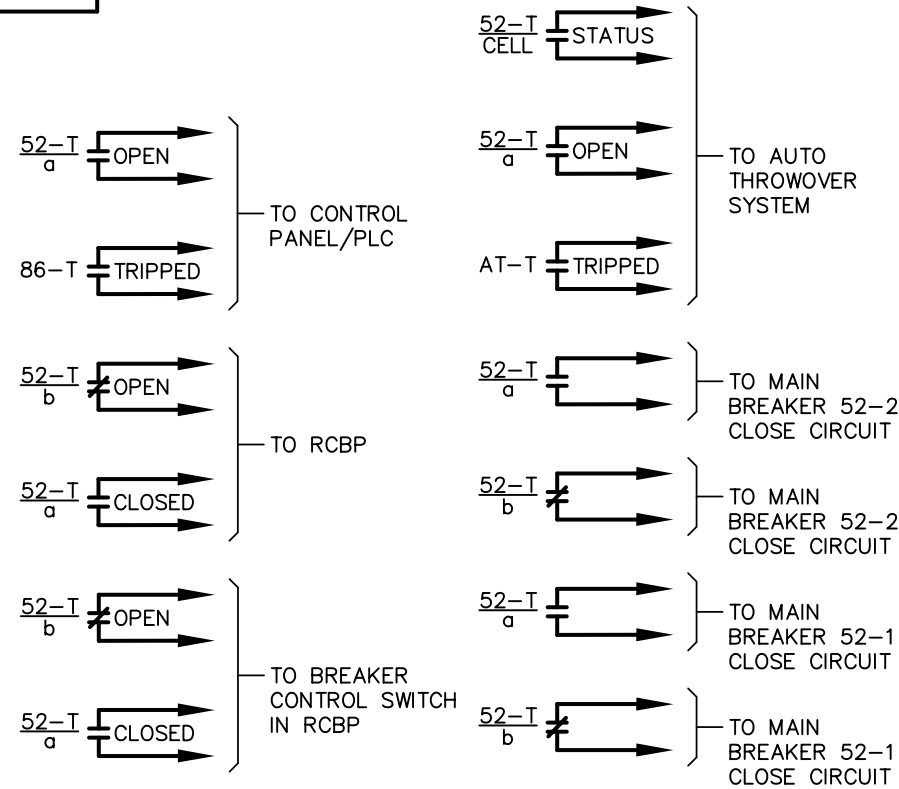 52-T
a
OPEN
86-T
TRIPPED
TO CONTROL
PANEL/PLC
52-T
b
OPEN
52-T
a
CLOSED
TO RCBP
52-T
b
OPEN
52-T
a
CLOSED
TO BREAKER
CONTROL SWITCH
IN RCBP
52-T
CELL
STATUS
52-T
a
OPEN
AT-T
TRIPPED
TO AUTO
THROWOVER
SYSTEM
52-T
a
TO MAIN
BREAKER 52-2
CLOSE CIRCUIT
52-T
b
TO MAIN
BREAKER 52-2
CLOSE CIRCUIT
52-T
a
TO MAIN
BREAKER 52-1
CLOSE CIRCUIT
52-T
b
TO MAIN
BREAKER 52-1
CLOSE CIRCUIT